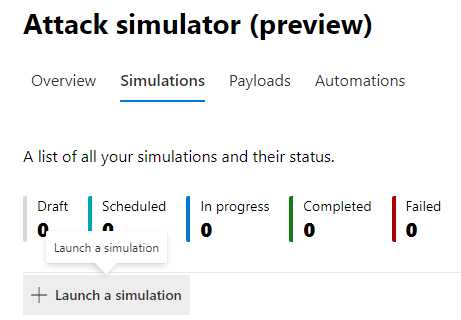 Attack simulator (preview)
Overview Simulations Payloads Automations
A list of all your simulations and their status.
Draft Scheduled In progress Completed Failed
0 0 0 0 0
Launch a simulation
+ Launch a simulation